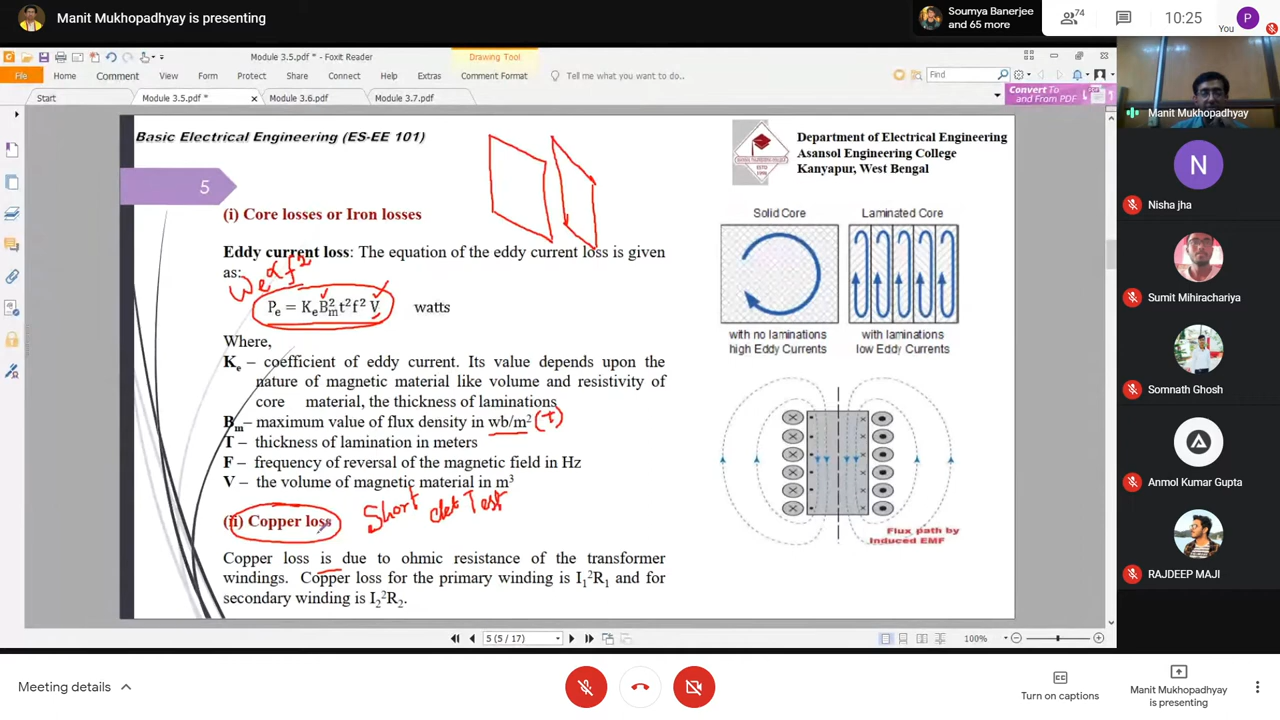 Manit Mukhopadhyay is presenting
Soumya Banerjee
and 65 more
74
10:25
You
P
Module 3.5.pdf * - Foxit Reader
Drawing Tool
File
Home
Comment
View
Form
Protect
Share
Connect
Help
Extras
Comment Format
Tell me what you want to do..
Find
Start
Module 3.5.pdf *
Module 3.6.pdf
Module 3.7.pdf
Convert To
and From PDF
Basic Electrical Engineering (ES-EE 101)
Department of Electrical Engineering
Asansol Engineering College
Kanyapur, West Bengal
5
(i) Core losses or Iron losses
Eddy current loss: The equation of the eddy current loss is given
as:
We ∝ f²
Pₑ = KₑB²ₘt²f² V watts
Where,
Kₑ – coefficient of eddy current. Its value depends upon the
nature of magnetic material like volume and resistivity of
core material, the thickness of laminations
Bₘ– maximum value of flux density in wb/m² (T)
T – thickness of lamination in meters
F – frequency of reversal of the magnetic field in Hz
V – the volume of magnetic material in m³
(ii) Copper loss
Short ckt Test
Copper loss is due to ohmic resistance of the transformer
windings. Copper loss for the primary winding is I₁²R₁ and for
secondary winding is I₂²R₂.
Solid Core
Laminated Core
with no laminations
high Eddy Currents
with laminations
low Eddy Currents
Flux path by
Induced EMF
5 (5 / 17)
100%
Manit Mukhopadhyay
N
Nisha jha
Sumit Mihirachariya
Somnath Ghosh
Anmol Kumar Gupta
RAJDEEP MAJI
Meeting details
Turn on captions
Manit Mukhopadhyay
is presenting